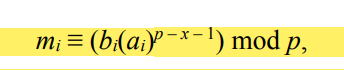 mᵢ ≡ (bᵢ(aᵢ)ᵖ⁻ˣ⁻¹) mod p,